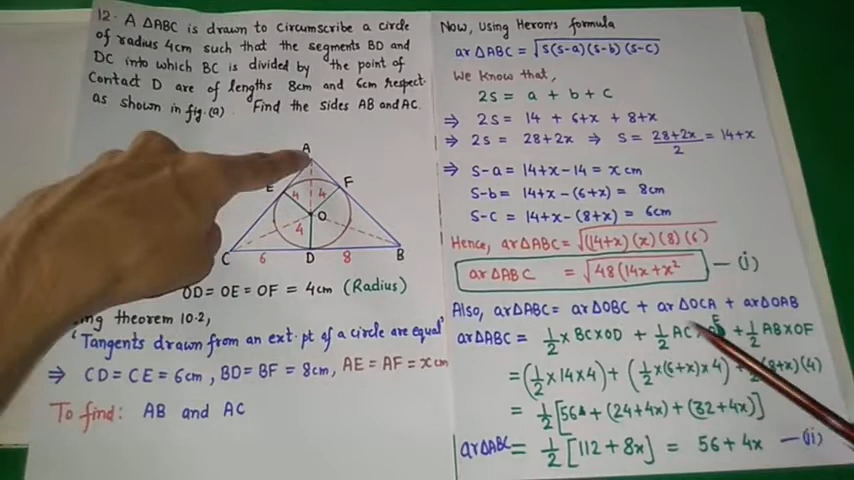 12. A △ABC is drawn to circumscribe a circle
of radius 4cm such that the segments BD and
DC into which BC is divided by the point of
Contact D are of lengths 8cm and 6cm respect.
as shown in fig.(a). Find the sides AB and AC.
A
E
F
4
4
O
4
C
6
D
8
B
OD = OE = OF = 4cm (Radius)
theorem 10.2,
'Tangents drawn from an ext. pt of a circle are equal'
⇒ CD = CE = 6cm, BD = BF = 8cm, AE = AF = x cm
To find: AB and AC
Now, Using Heron's formula
ar△ABC = √S(S-a)(S-b)(S-c)
We know that,
2S = a + b + c
⇒ 2S = 14 + 6+x + 8+x
⇒ 2S = 28+2x ⇒ S = 28+2x/2 = 14+x
⇒ S-a = 14+x-14 = x cm
S-b = 14+x-(6+x) = 8cm
S-c = 14+x-(8+x) = 6cm
Hence, ar△ABC = √(14+x)(x)(8)(6)
ar△ABC = √48(14x+x² —(i)
Also, ar△ABC = ar△OBC + ar△OCA + ar△OAB
ar△ABC = 1/2 × BC×OD + 1/2 AC× E + 1/2 AB×OF
= (1/2×14×4) + (1/2×(6+x)×4) + (8+x)(4)
= 1/2[56 + (24+4x) + (32+4x)]
ar△ABC = 1/2[112 + 8x] = 56+4x —(ii)